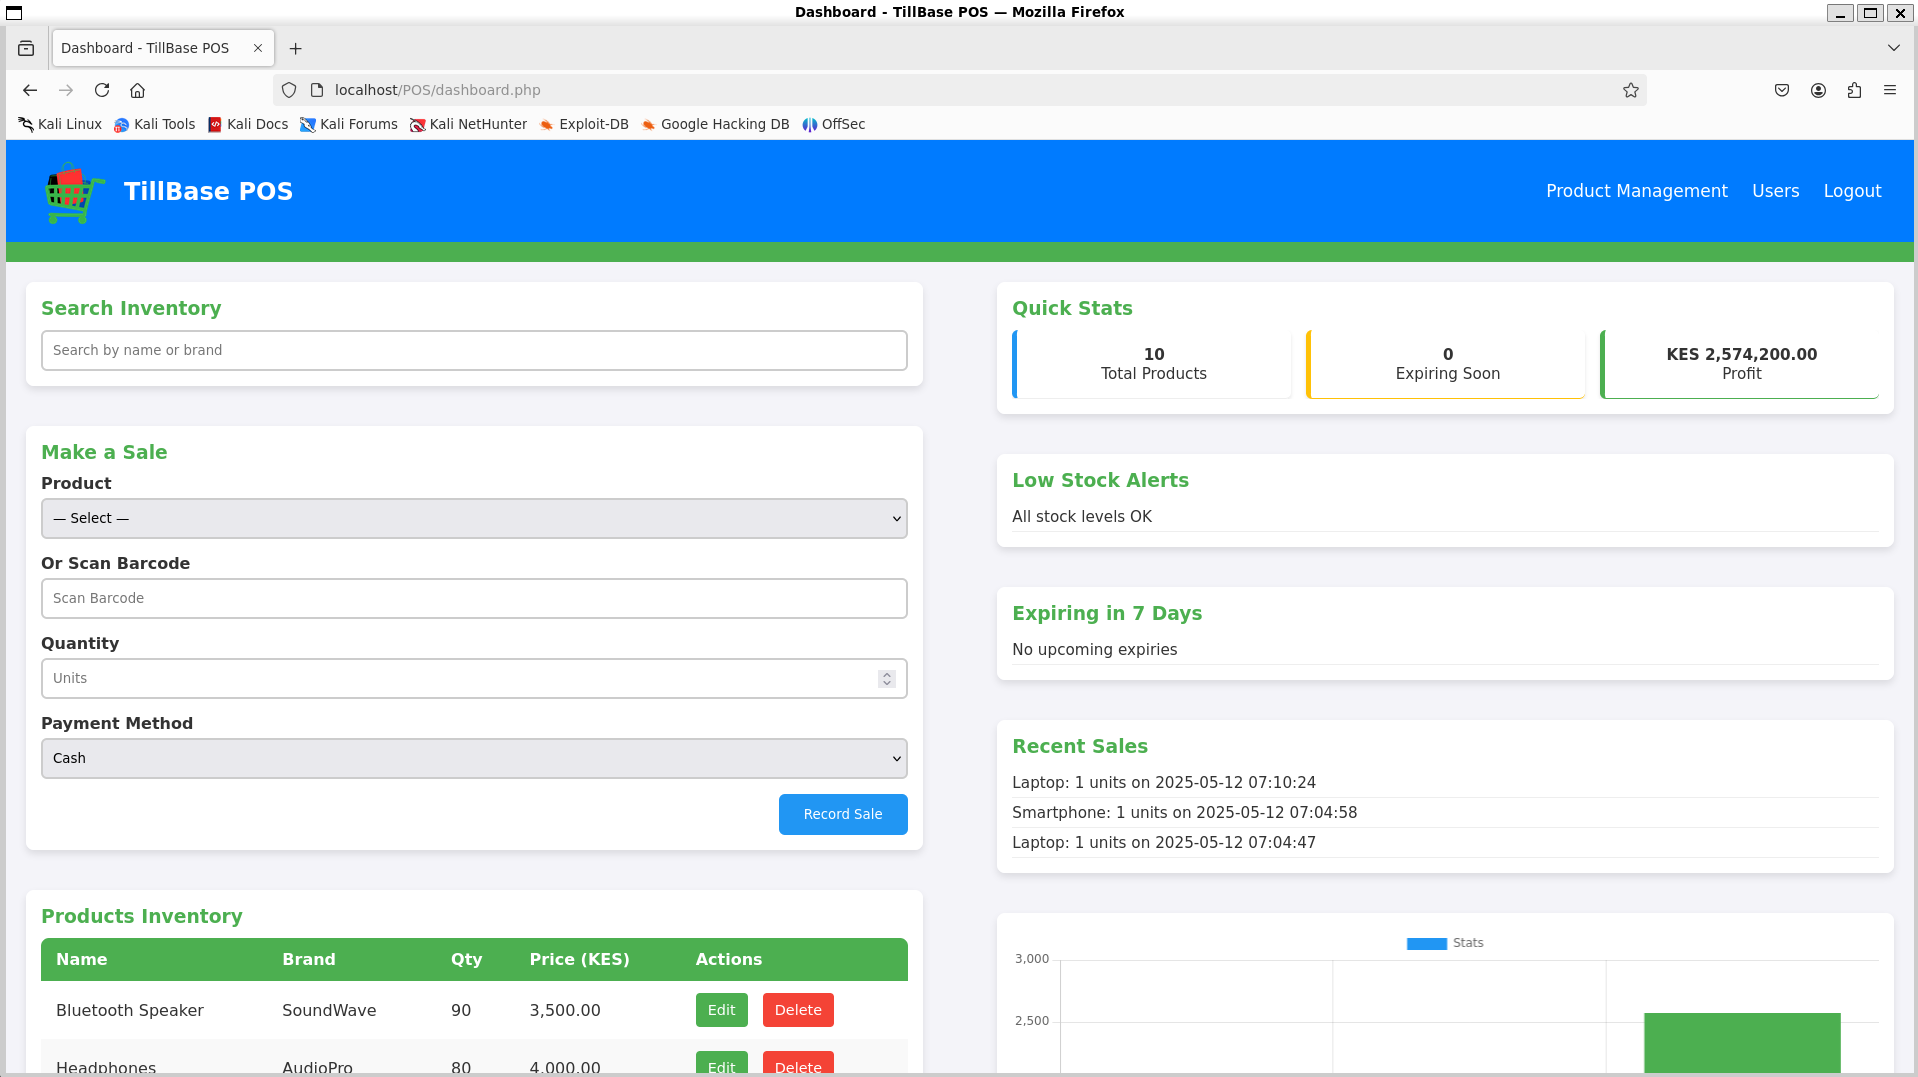 Dashboard - TillBase POS — Mozilla Firefox
Dashboard - TillBase POS
localhost/POS/dashboard.php
Kali Linux Kali Tools Kali Docs Kali Forums Kali NetHunter Exploit-DB Google Hacking DB OffSec
TillBase POS
Product Management Users Logout
Search Inventory
Search by name or brand
Make a Sale
Product
— Select —
Or Scan Barcode
Scan Barcode
Quantity
Units
Payment Method
Cash
Record Sale
Products Inventory
Name Brand Qty Price (KES) Actions
Bluetooth Speaker SoundWave 90 3,500.00 Edit Delete
Headphones AudioPro 80 4,000.00 Edit Delete
Quick Stats
10
Total Products
0
Expiring Soon
KES 2,574,200.00
Profit
Low Stock Alerts
All stock levels OK
Expiring in 7 Days
No upcoming expiries
Recent Sales
Laptop: 1 units on 2025-05-12 07:10:24
Smartphone: 1 units on 2025-05-12 07:04:58
Laptop: 1 units on 2025-05-12 07:04:47
Stats
3,000
2,500